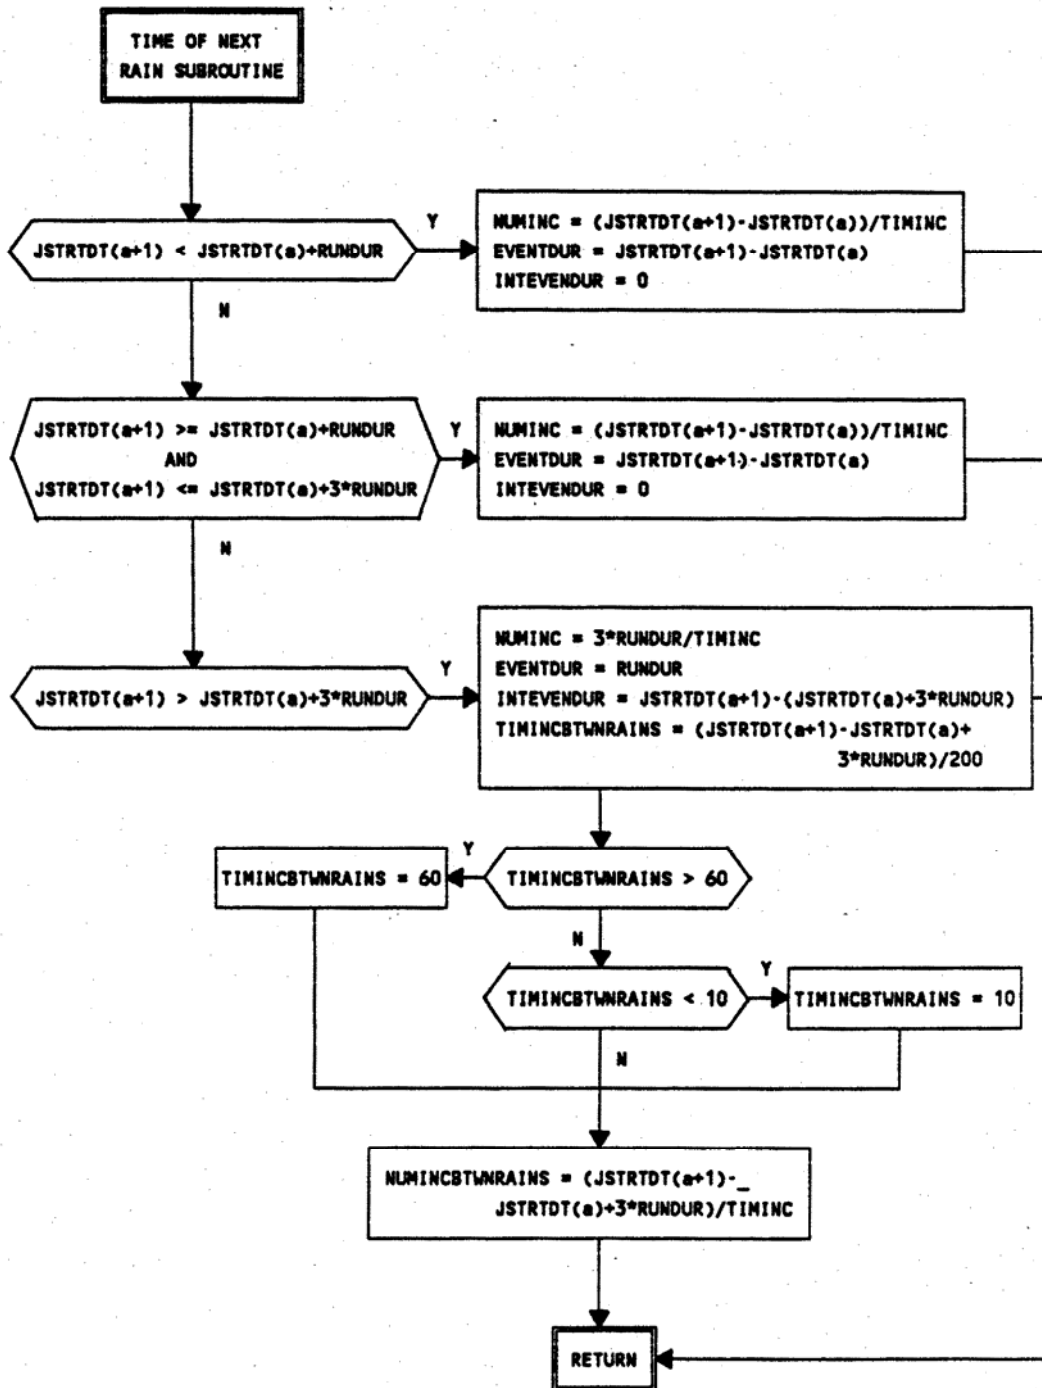 TIME OF NEXT
RAIN SUBROUTINE
JSTRTDT(a+1) < JSTRTDT(a)+RUNDUR
Y
NUMINC = (JSTRTDT(a+1)-JSTRTDT(a))/TIMINC
EVENTDUR = JSTRTDT(a+1)-JSTRTDT(a)
INTEVENDUR = 0
N
JSTRTDT(a+1) >= JSTRTDT(a)+RUNDUR
AND
JSTRTDT(a+1) <= JSTRTDT(a)+3*RUNDUR
Y
NUMINC = (JSTRTDT(a+1)-JSTRTDT(a))/TIMINC
EVENTDUR = JSTRTDT(a+1)-JSTRTDT(a)
INTEVENDUR = 0
N
JSTRTDT(a+1) > JSTRTDT(a)+3*RUNDUR
Y
NUMINC = 3*RUNDUR/TIMINC
EVENTDUR = RUNDUR
INTEVENDUR = JSTRTDT(a+1)-(JSTRTDT(a)+3*RUNDUR)
TIMINCBTWNRAINS = (JSTRTDT(a+1)-JSTRTDT(a)+
3*RUNDUR)/200
TIMINCBTWNRAINS = 60
Y
TIMINCBTWNRAINS > 60
N
TIMINCBTWNRAINS < 10
Y
TIMINCBTWNRAINS = 10
N
NUMINCBTWNRAINS = (JSTRTDT(a+1)-_
JSTRTDT(a)+3*RUNDUR)/TIMINC
RETURN